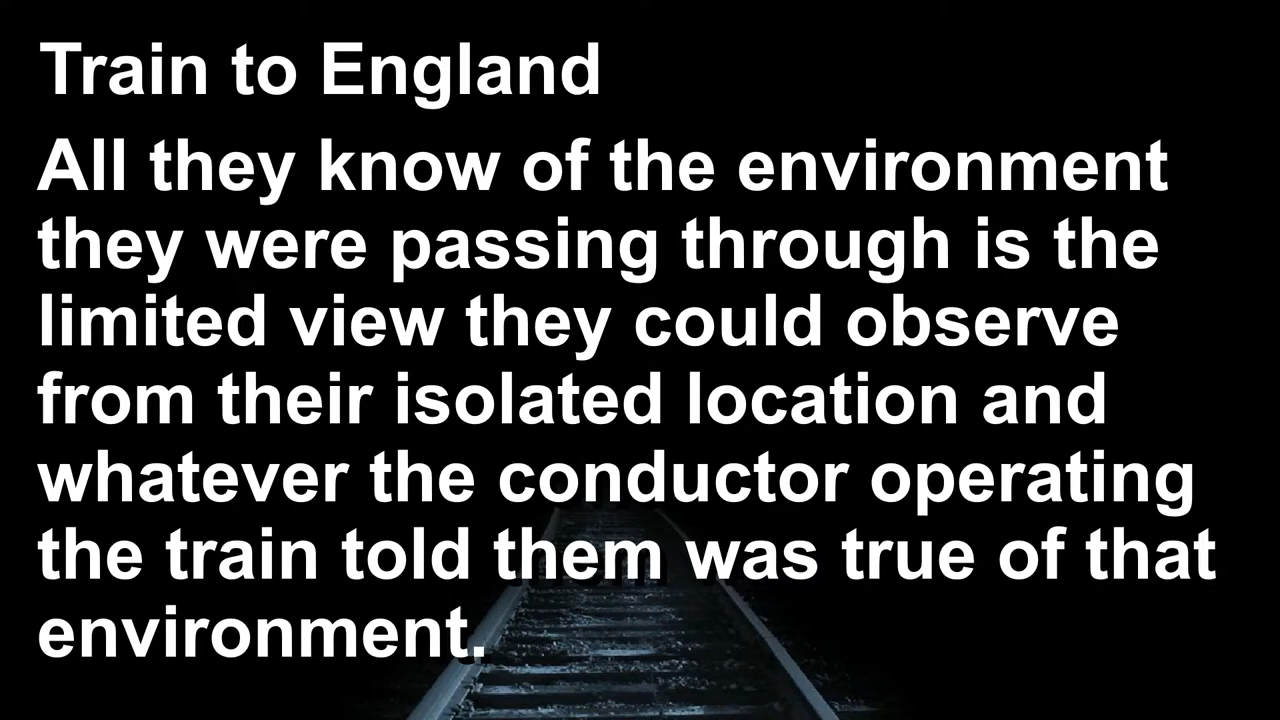 Train to England
All they know of the environment
they were passing through is the
limited view they could observe
from their isolated location and
whatever the conductor operating
the train told them was true of that
environment.